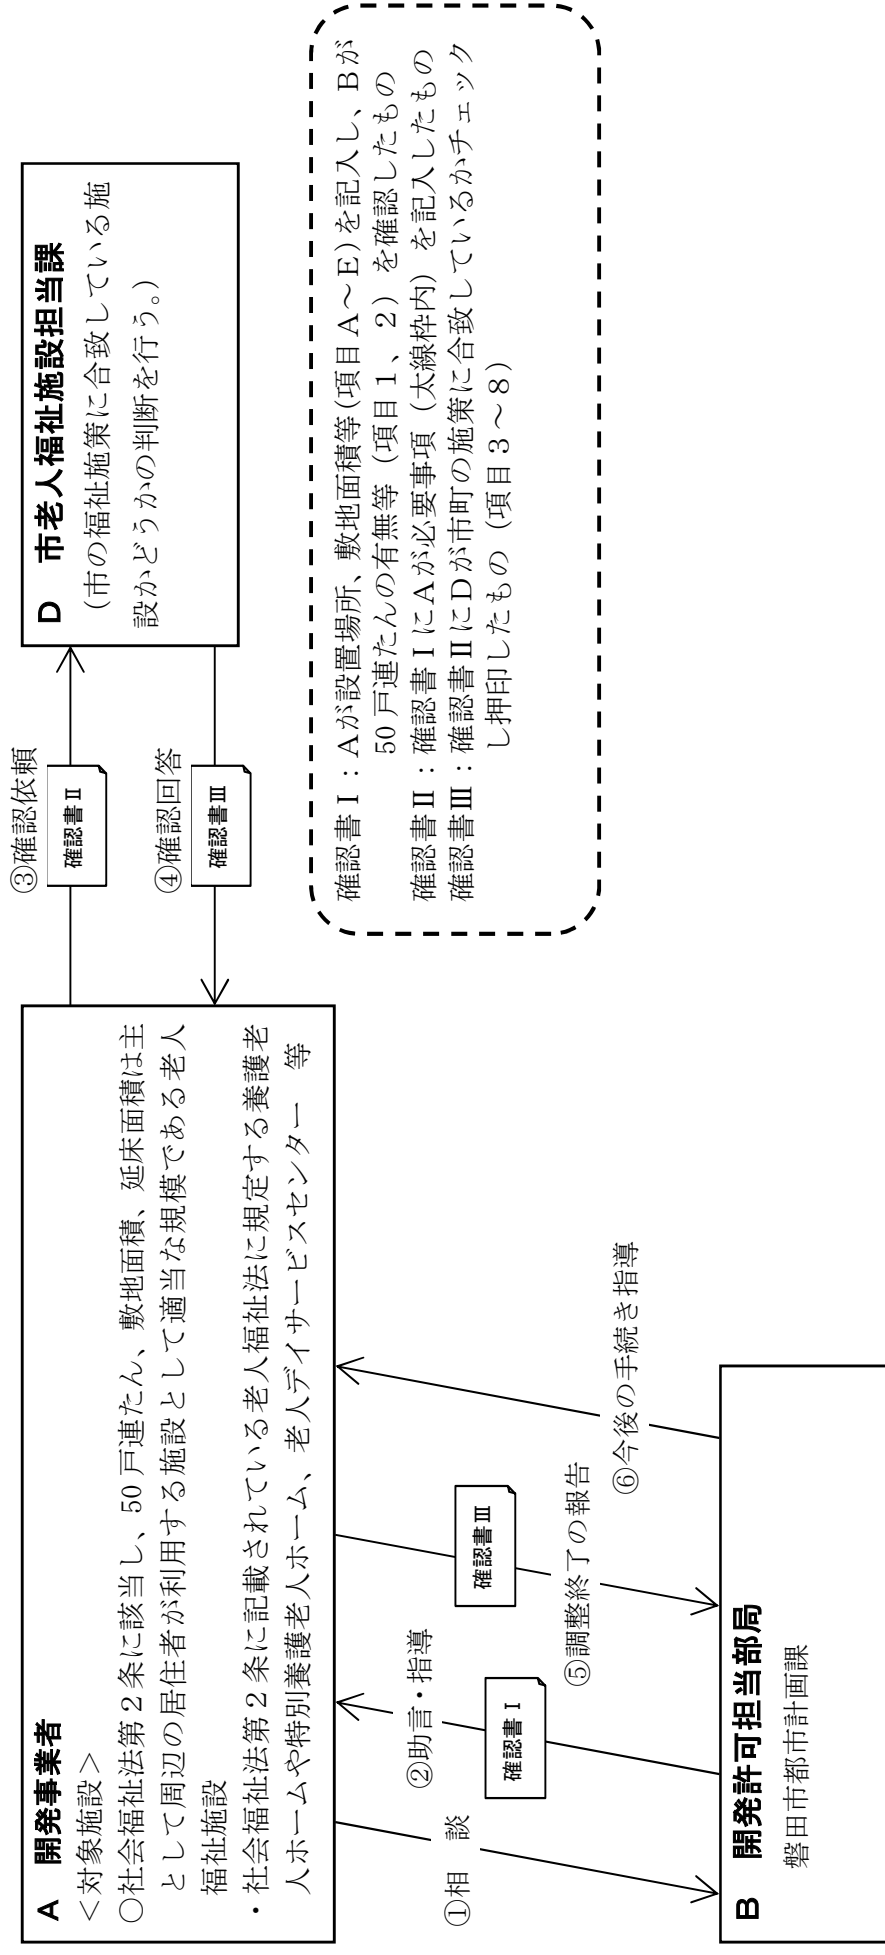 A　開発事業者
＜対象施設＞
○社会福祉法第２条に該当し、50戸連たん、敷地面積、延床面積は主
として周辺の居住者が利用する施設として適当な規模である老人
福祉施設
・社会福祉法第２条に記載されている老人福祉法に規定する養護老
人ホームや特別養護老人ホーム、老人デイサービスセンター　等
③確認依頼
確認書Ⅱ
④確認回答
確認書Ⅲ
D　市老人福祉施設担当課
(市の福祉施策に合致している施
設かどうかの判断を行う。)
①相　談
②助言・指導
確認書Ⅰ
確認書Ⅲ
⑤調整終了の報告
⑥今後の手続き指導
B　開発許可担当部局
磐田市都市計画課
確認書Ⅰ：Ａが設置場所、敷地面積等(項目Ａ～Ｅ)を記入し、Ｂが
50戸連たんの有無等（項目１、２）を確認したもの
確認書Ⅱ：確認書ⅠにＡが必要事項（太線枠内）を記入したもの
確認書Ⅲ：確認書ⅡにＤが市町の施策に合致しているかチェック
し押印したもの（項目３～８）